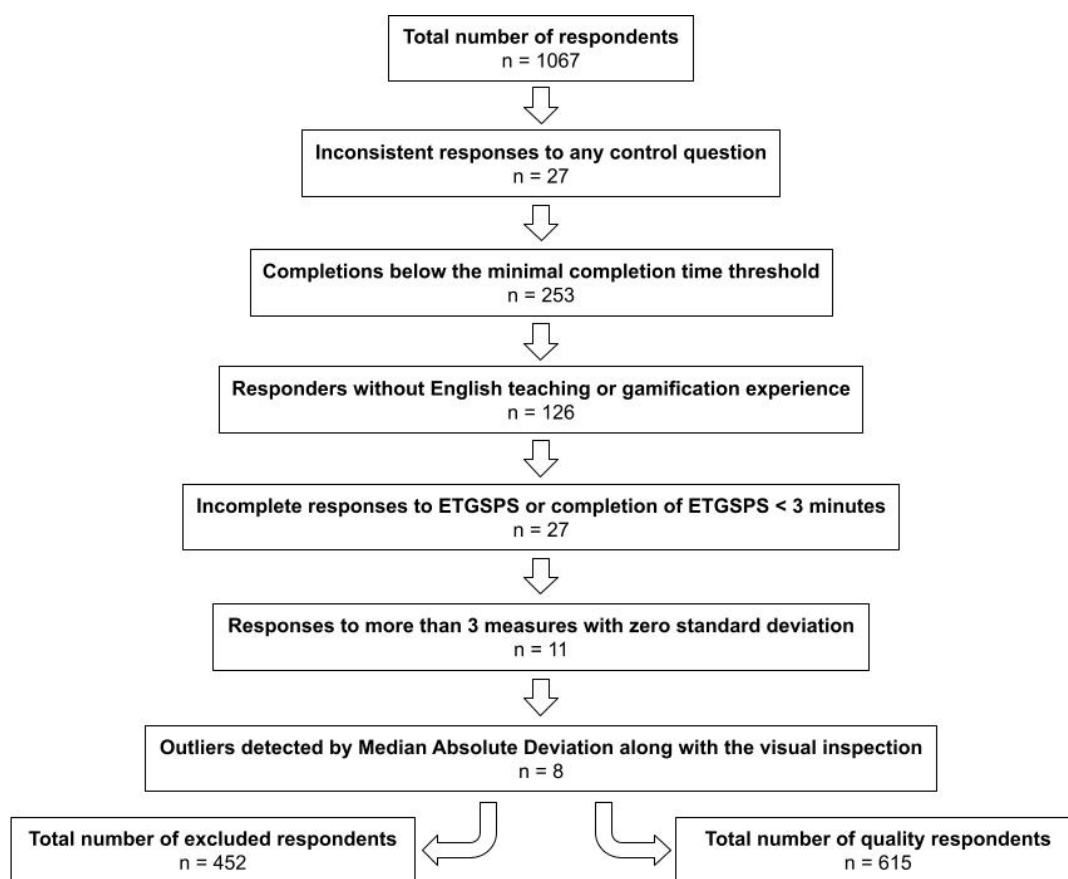 Total number of respondents
n = 1067
Inconsistent responses to any control question
n = 27
Completions below the minimal completion time threshold
n = 253
Responders without English teaching or gamification experience
n = 126
Incomplete responses to ETGSPS or completion of ETGSPS < 3 minutes
n = 27
Responses to more than 3 measures with zero standard deviation
n = 11
Outliers detected by Median Absolute Deviation along with the visual inspection
n = 8
Total number of excluded respondents
n = 452
Total number of quality respondents
n = 615